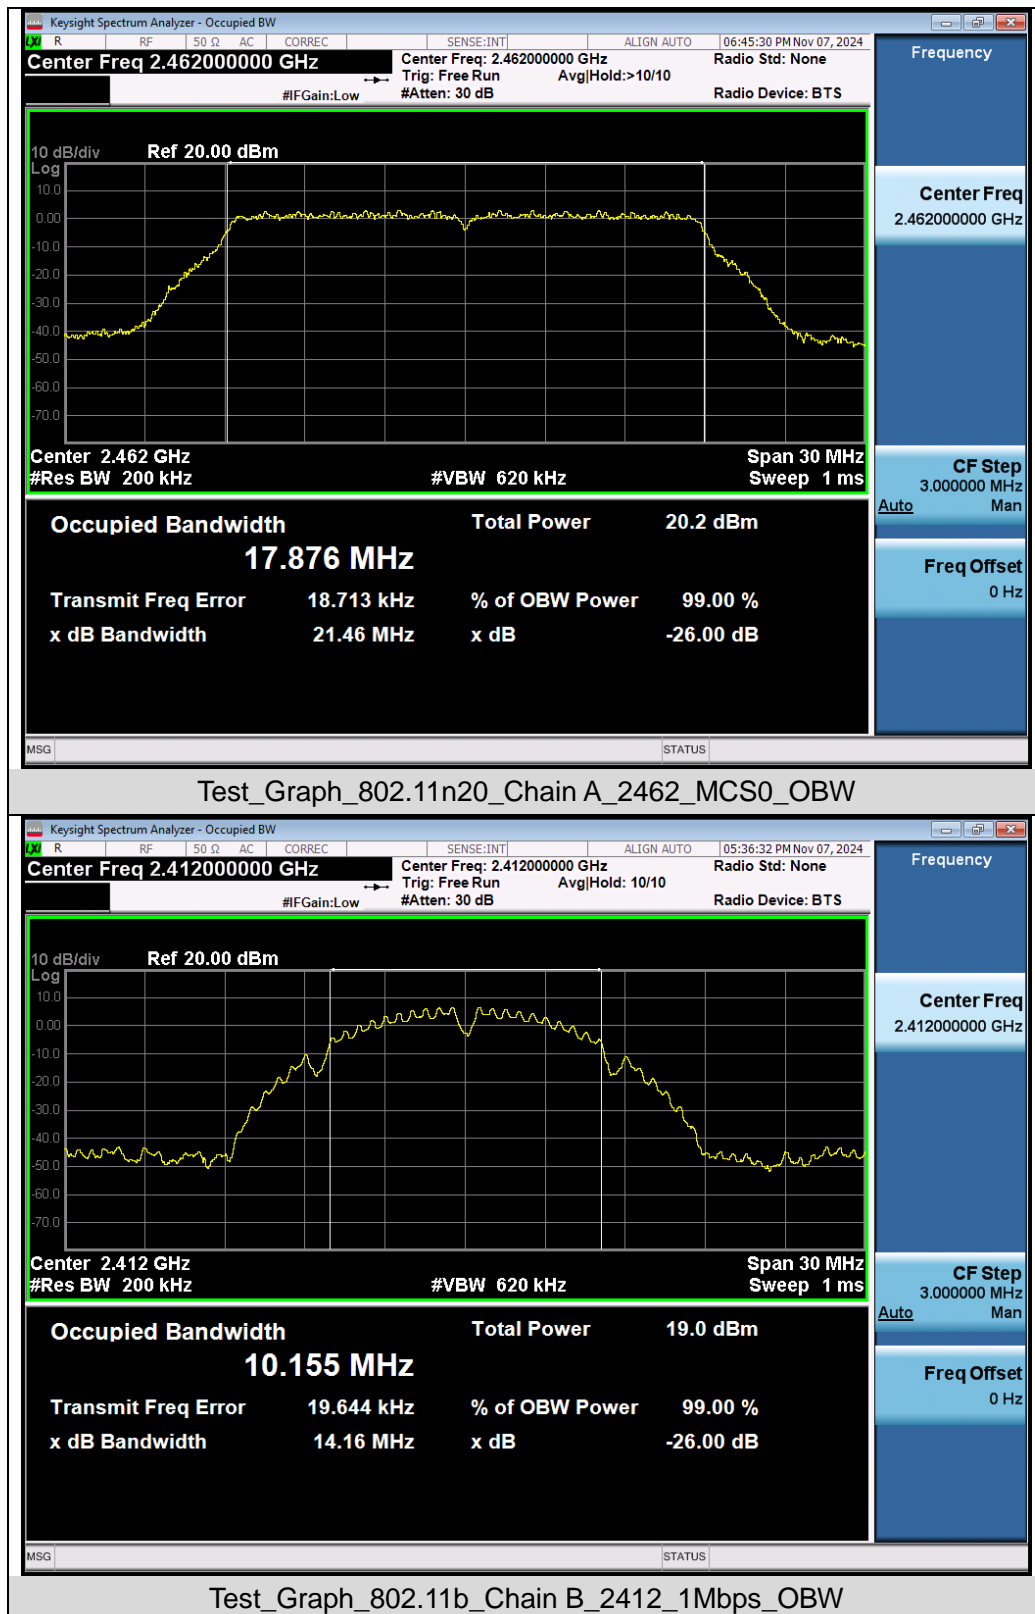 Keysight Spectrum Analyzer - Occupied BW
LXI R RF 50 Ω AC CORREC SENSE:INT ALIGN AUTO 06:45:30 PM Nov 07, 2024
Center Freq 2.462000000 GHz Center Freq: 2.462000000 GHz Radio Std: None
Trig: Free Run Avg|Hold:>10/10
#IFGain:Low #Atten: 30 dB Radio Device: BTS
Frequency
10 dB/div Ref 20.00 dBm
Log
10.0
0.00
-10.0
-20.0
-30.0
-40.0
-50.0
-60.0
-70.0
Center 2.462 GHz Span 30 MHz
#Res BW 200 kHz #VBW 620 kHz Sweep 1 ms
Center Freq
2.462000000 GHz
CF Step
3.000000 MHz
Auto Man
Freq Offset
0 Hz
Occupied Bandwidth Total Power 20.2 dBm
17.876 MHz
Transmit Freq Error 18.713 kHz % of OBW Power 99.00 %
x dB Bandwidth 21.46 MHz x dB -26.00 dB
MSG STATUS
Test_Graph_802.11n20_Chain A_2462_MCS0_OBW
Keysight Spectrum Analyzer - Occupied BW
LXI R RF 50 Ω AC CORREC SENSE:INT ALIGN AUTO 05:36:32 PM Nov 07, 2024
Center Freq 2.412000000 GHz Center Freq: 2.412000000 GHz Radio Std: None
Trig: Free Run Avg|Hold: 10/10
#IFGain:Low #Atten: 30 dB Radio Device: BTS
Frequency
10 dB/div Ref 20.00 dBm
Log
10.0
0.00
-10.0
-20.0
-30.0
-40.0
-50.0
-60.0
-70.0
Center 2.412 GHz Span 30 MHz
#Res BW 200 kHz #VBW 620 kHz Sweep 1 ms
Center Freq
2.412000000 GHz
CF Step
3.000000 MHz
Auto Man
Freq Offset
0 Hz
Occupied Bandwidth Total Power 19.0 dBm
10.155 MHz
Transmit Freq Error 19.644 kHz % of OBW Power 99.00 %
x dB Bandwidth 14.16 MHz x dB -26.00 dB
MSG STATUS
Test_Graph_802.11b_Chain B_2412_1Mbps_OBW